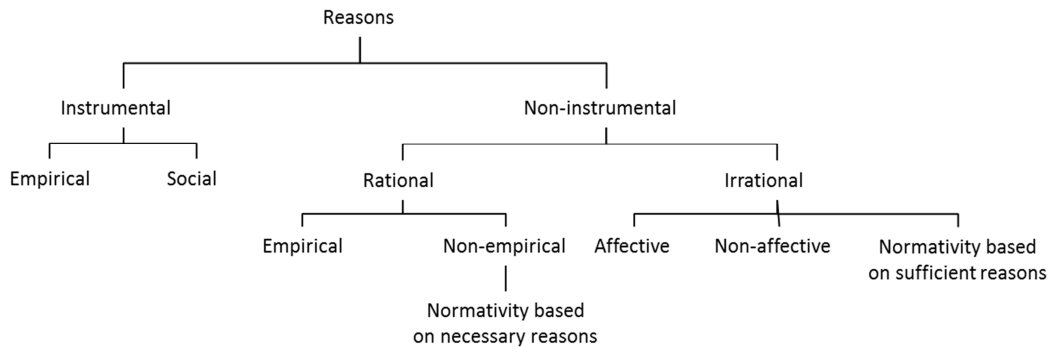 Reasons
Instrumental
Non-instrumental
Empirical
Social
Rational
Irrational
Empirical
Non-empirical
Affective
Non-affective
Normativity based
on sufficient reasons
Normativity based
on necessary reasons